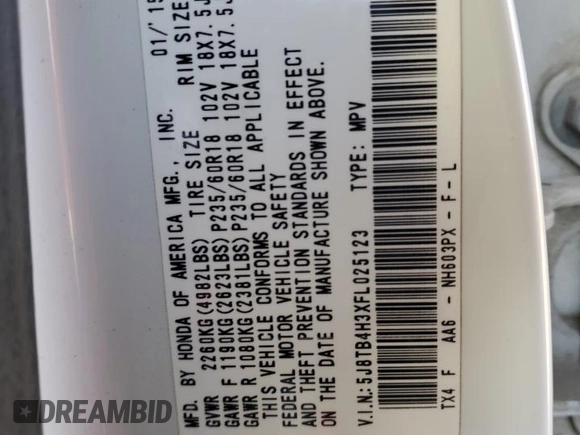 MFD. BY HONDA OF AMERICA MFG., INC. 01/'15
GVWR 2260KG(4982LBS) TIRE SIZE RIM SIZE
GAWR F 1190KG(2623LBS) P235/60R18 102V 18X7.5J
GAWR R 1080KG(2381LBS) P235/60R18 102V 18X7.5J
THIS VEHICLE CONFORMS TO ALL APPLICABLE
FEDERAL MOTOR VEHICLE SAFETY
AND THEFT PREVENTION STANDARDS IN EFFECT
ON THE DATE OF MANUFACTURE SHOWN ABOVE.
V.I.N: 5J8TB4H3XFL025123 TYPE: MPV
TX4 F AA6 - NH603PX - F - L
DREAMBID